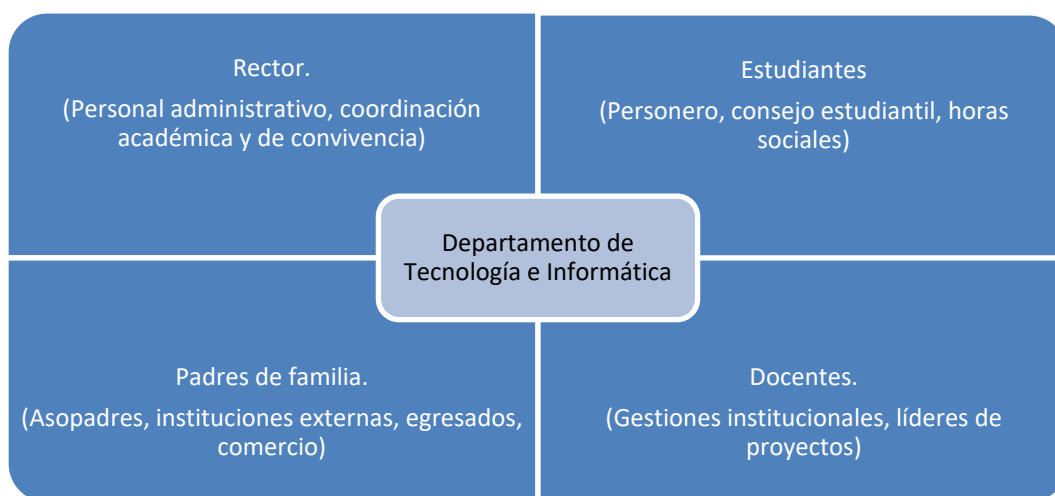 Rector.
(Personal administrativo, coordinación
académica y de convivencia)
Estudiantes
(Personero, consejo estudiantil, horas
sociales)
Departamento de
Tecnología e Informática
Padres de familia.
(Asopadres, instituciones externas, egresados,
comercio)
Docentes.
(Gestiones institucionales, líderes de
proyectos)